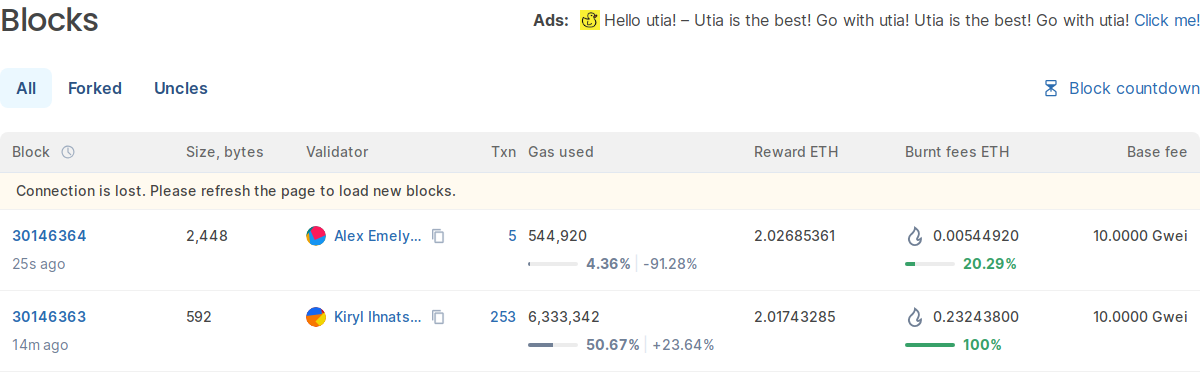 Blocks
Ads: Hello utia! – Utia is the best! Go with utia! Utia is the best! Go with utia! Click me!
All Forked Uncles Block countdown
Block Size, bytes Validator Txn Gas used Reward ETH Burnt fees ETH Base fee
Connection is lost. Please refresh the page to load new blocks.
30146364 2,448 Alex Emely... 5 544,920 2.02685361 0.00544920 10.0000 Gwei
25s ago 4.36% -91.28% 20.29%
30146363 592 Kiryl Ihnats... 253 6,333,342 2.01743285 0.23243800 10.0000 Gwei
14m ago 50.67% +23.64% 100%